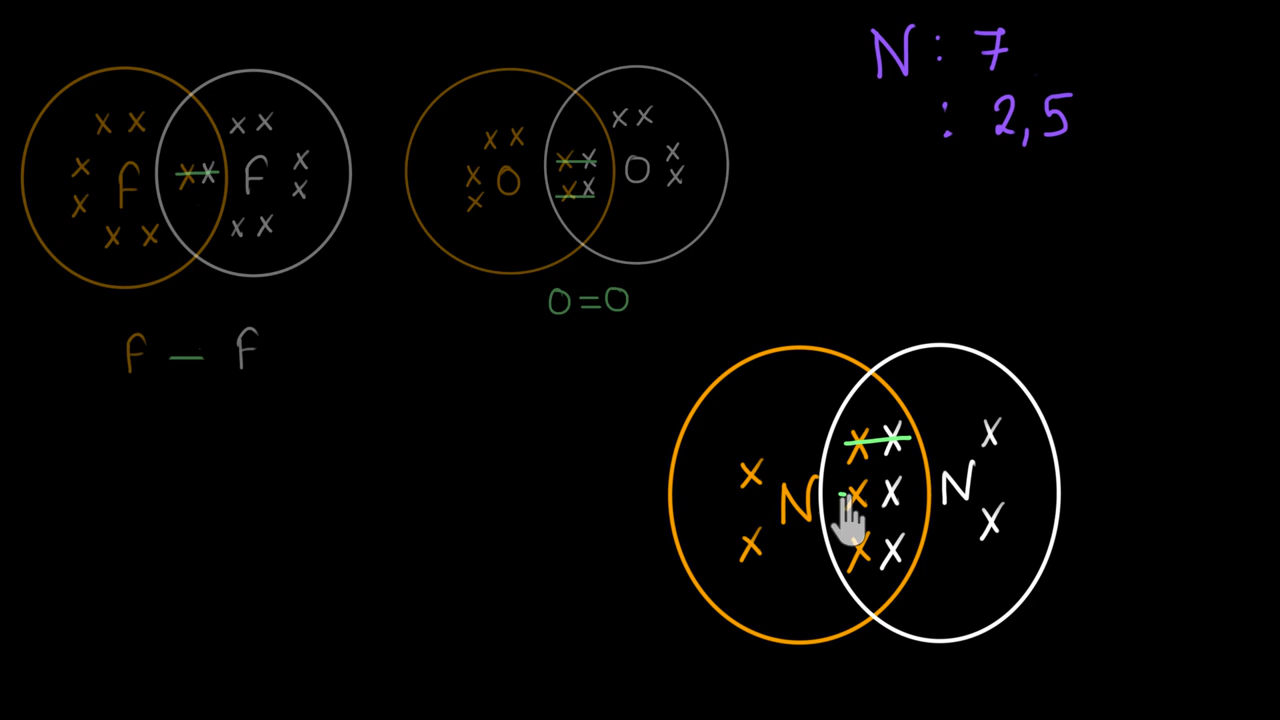 N : 7
: 2,5
F F
O O
O=O
F — F
N N